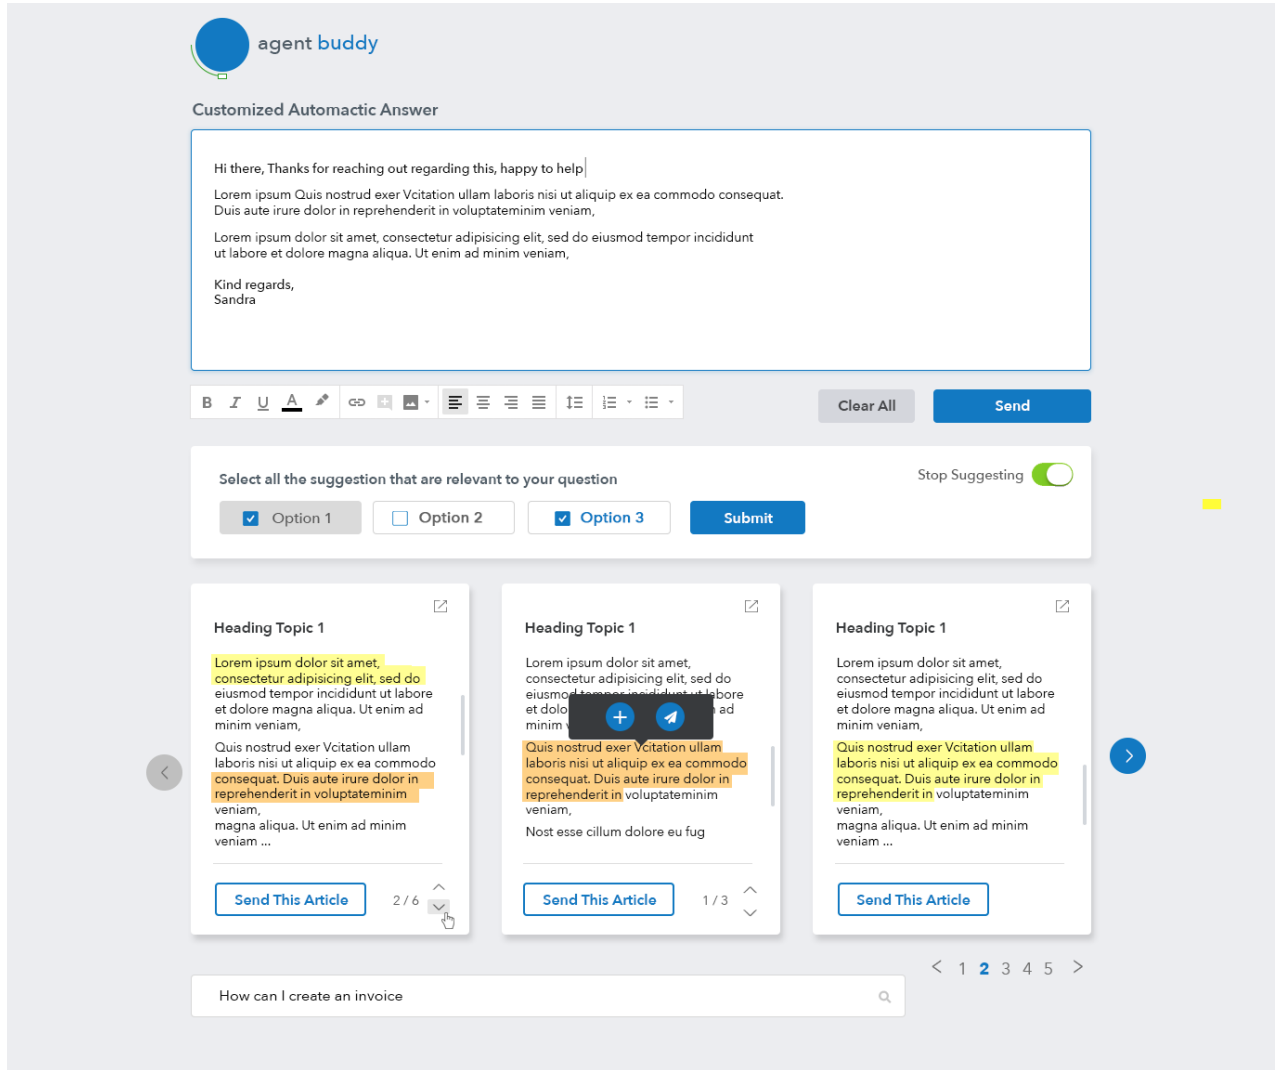 agent buddy
Customized Automactic Answer
Hi there, Thanks for reaching out regarding this, happy to help
Lorem ipsum Quis nostrud exer Vcitation ullam laboris nisi ut aliquip ex ea commodo consequat.
Duis aute irure dolor in reprehenderit in voluptateminim veniam,
Lorem ipsum dolor sit amet, consectetur adipisicing elit, sed do eiusmod tempor incididunt
ut labore et dolore magna aliqua. Ut enim ad minim veniam,
Kind regards,
Sandra
B I U A
Clear All
Send
Select all the suggestion that are relevant to your question
Stop Suggesting
Option 1
Option 2
Option 3
Submit
Heading Topic 1
Lorem ipsum dolor sit amet,
consectetur adipisicing elit, sed do
eiusmod tempor incididunt ut labore
et dolore magna aliqua. Ut enim ad
minim veniam,
Quis nostrud exer Vcitation ullam
laboris nisi ut aliquip ex ea commodo
consequat. Duis aute irure dolor in
reprehenderit in voluptateminim
veniam,
magna aliqua. Ut enim ad minim
veniam ...
Send This Article
2 / 6
Heading Topic 1
Lorem ipsum dolor sit amet,
consectetur adipisicing elit, sed do
eiusmod tempor incididunt ut labore
et dolo ad
minim v
Quis nostrud exer Vcitation ullam
laboris nisi ut aliquip ex ea commodo
consequat. Duis aute irure dolor in
reprehenderit in voluptateminim
veniam,
Nost esse cillum dolore eu fug
Send This Article
1 / 3
Heading Topic 1
Lorem ipsum dolor sit amet,
consectetur adipisicing elit, sed do
eiusmod tempor incididunt ut labore
et dolore magna aliqua. Ut enim ad
minim veniam,
Quis nostrud exer Vcitation ullam
laboris nisi ut aliquip ex ea commodo
consequat. Duis aute irure dolor in
reprehenderit in voluptateminim
veniam,
magna aliqua. Ut enim ad minim
veniam ...
Send This Article
< 1 2 3 4 5 >
How can I create an invoice